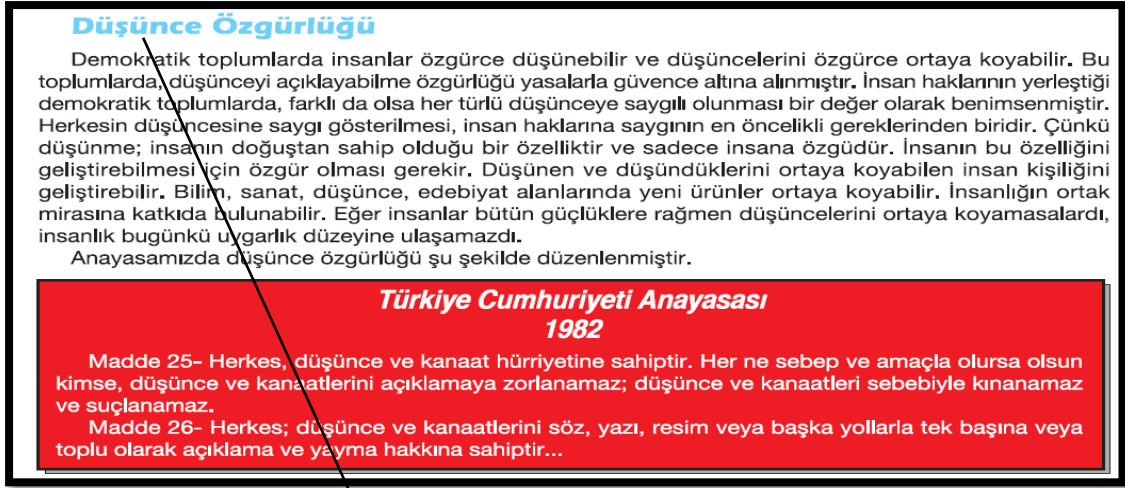 Düşünce Özgürlüğü
Demokratik toplumlarda insanlar özgürce düşünebilir ve düşüncelerini özgürce ortaya koyabilir. Bu
toplumlarda, düşünceyi açıklayabilme özgürlüğü yasalarla güvence altına alınmıştır. İnsan haklarının yerleştiği
demokratik toplumlarda, farklı da olsa her türlü düşünceye saygılı olunması bir değer olarak benimsenmiştir.
Herkesin düşüncesine saygı gösterilmesi, insan haklarına saygının en öncelikli gereklerinden biridir. Çünkü
düşünme; insanın doğuştan sahip olduğu bir özelliktir ve sadece insana özgüdür. İnsanın bu özelliğini
geliştirebilmesi için özgür olması gerekir. Düşünen ve düşündüklerini ortaya koyabilen insan kişiliğini
geliştirebilir. Bilim, sanat, düşünce, edebiyat alanlarında yeni ürünler ortaya koyabilir. İnsanlığın ortak
mirasına katkıda bulunabilir. Eğer insanlar bütün güçlüklere rağmen düşüncelerini ortaya koyamasalardı,
insanlık bugünkü uygarlık düzeyine ulaşamazdı.
Anayasamızda düşünce özgürlüğü şu şekilde düzenlenmiştir.
Türkiye Cumhuriyeti Anayasası
1982
Madde 25- Herkes, düşünce ve kanaat hürriyetine sahiptir. Her ne sebep ve amaçla olursa olsun
kimse, düşünce ve kanaatlerini açıklamaya zorlanamaz; düşünce ve kanaatleri sebebiyle kınanamaz
ve suçlanamaz.
Madde 26- Herkes; düşünce ve kanaatlerini söz, yazı, resim veya başka yollarla tek başına veya
toplu olarak açıklama ve yayma hakkına sahiptir...